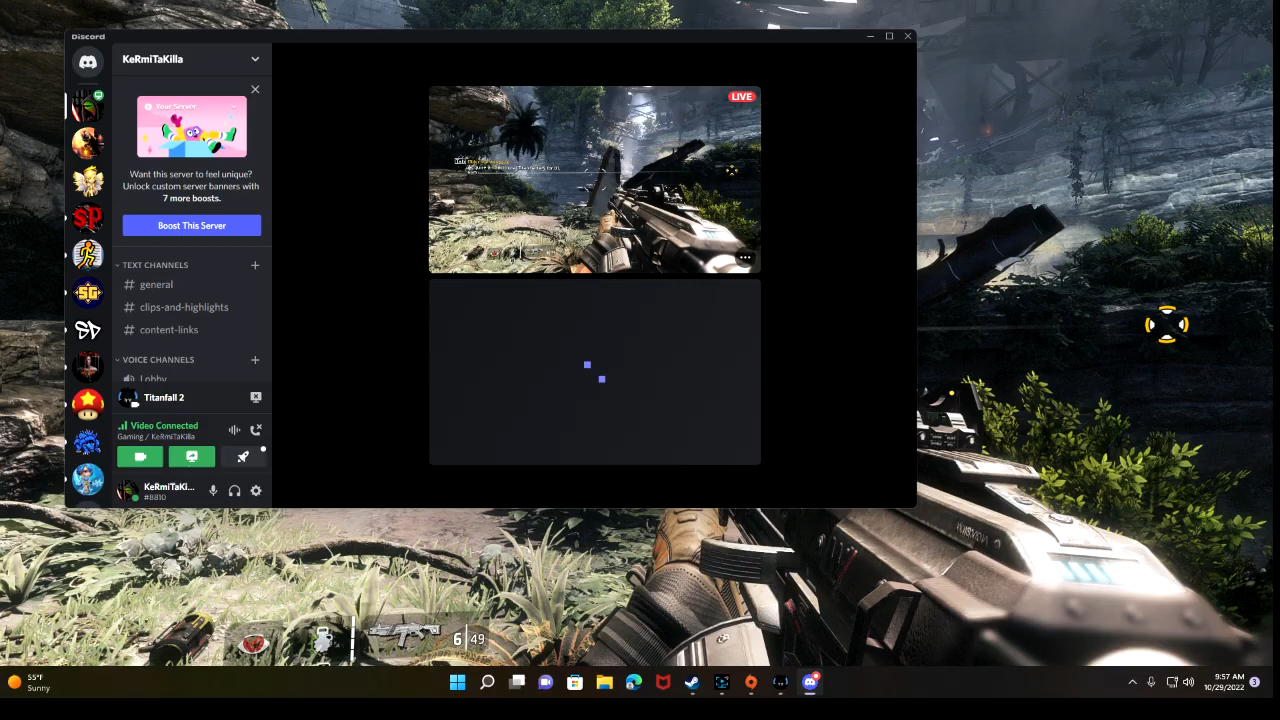 Discord
KeRmiTaKilla
Your Server
Want this server to feel unique?
Unlock custom server banners with
7 more boosts.
Boost This Server
TEXT CHANNELS
general
clips-and-highlights
content-links
VOICE CHANNELS
Lobby
Titanfall 2
Video Connected
Gaming / KeRmiTaKilla
KeRmiTaKi...
#8810
LIVE
SP
SG
6 49
55°F
Sunny
9:57 AM
10/29/2022
3